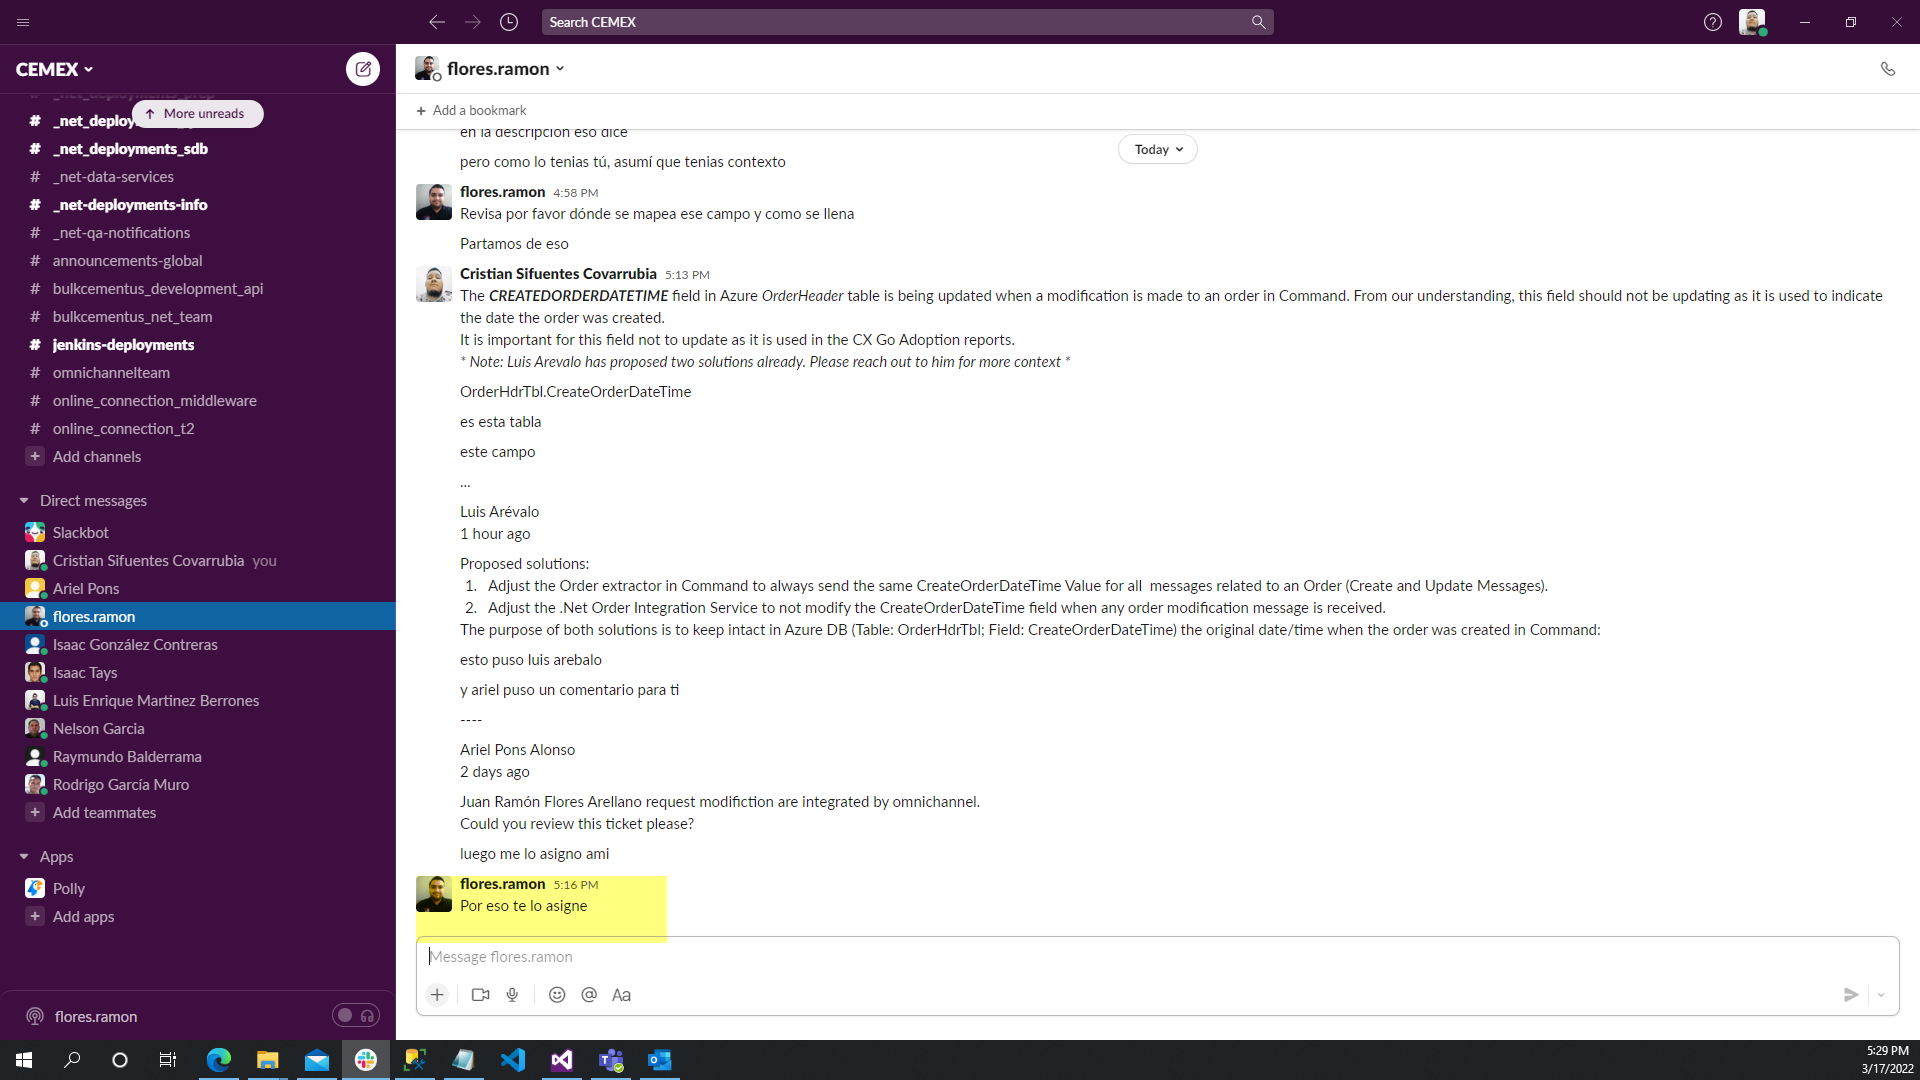 Search CEMEX
CEMEX
_net_deployments_prep
More unreads
# _net_deploy
# _net_deployments_sdb
# _net-data-services
# _net-deployments-info
# _net-qa-notifications
# announcements-global
# bulkcementus_development_api
# bulkcementus_net_team
# jenkins-deployments
# omnichannelteam
# online_connection_middleware
# online_connection_t2
+ Add channels
Direct messages
Slackbot
Cristian Sifuentes Covarrubia you
Ariel Pons
flores.ramon
Isaac González Contreras
Isaac Tays
Luis Enrique Martinez Berrones
Nelson Garcia
Raymundo Balderrama
Rodrigo García Muro
+ Add teammates
Apps
Polly
+ Add apps
flores.ramon
flores.ramon
+ Add a bookmark
en la descripcion eso dice
Today
pero como lo tenias tú, asumí que tenias contexto
flores.ramon 4:58 PM
Revisa por favor dónde se mapea ese campo y como se llena
Partamos de eso
Cristian Sifuentes Covarrubia 5:13 PM
The CREATEDORDERDATETIME field in Azure OrderHeader table is being updated when a modification is made to an order in Command. From our understanding, this field should not be updating as it is used to indicate
the date the order was created.
It is important for this field not to update as it is used in the CX Go Adoption reports.
* Note: Luis Arevalo has proposed two solutions already. Please reach out to him for more context *
OrderHdrTbl.CreateOrderDateTime
es esta tabla
este campo
...
Luis Arévalo
1 hour ago
Proposed solutions:
1. Adjust the Order extractor in Command to always send the same CreateOrderDateTime Value for all  messages related to an Order (Create and Update Messages).
2. Adjust the .Net Order Integration Service to not modify the CreateOrderDateTime field when any order modification message is received.
The purpose of both solutions is to keep intact in Azure DB (Table: OrderHdrTbl; Field: CreateOrderDateTime) the original date/time when the order was created in Command:
esto puso luis arebalo
y ariel puso un comentario para ti
----
Ariel Pons Alonso
2 days ago
Juan Ramón Flores Arellano request modifiction are integrated by omnichannel.
Could you review this ticket please?
luego me lo asigno ami
flores.ramon 5:16 PM
Por eso te lo asigne
Message flores.ramon
Aa
5:29 PM
3/17/2022